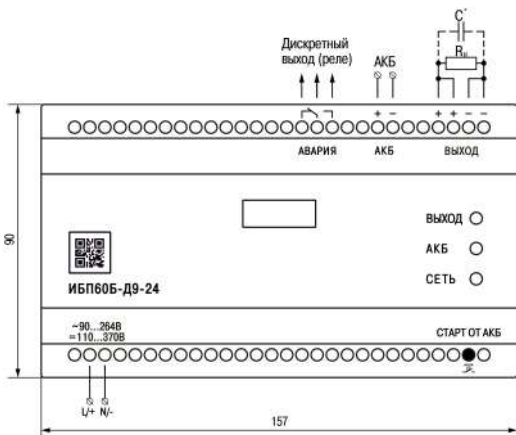 C*
Дискретный
выход (реле)
АКБ
Rн
+ − + + − −
АВАРИЯ АКБ ВЫХОД
90
ВЫХОД
АКБ
СЕТЬ
ИБП60Б-Д9-24
~90...264В
=110...370В
СТАРТ ОТ АКБ
L/+ N/-
157